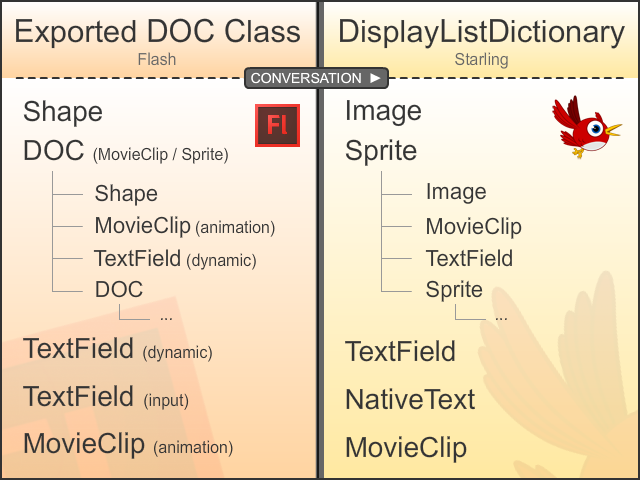 Exported DOC Class
Flash
DisplayListDictionary
Starling
CONVERSATION
Shape
DOC (MovieClip / Sprite)
Shape
MovieClip (animation)
TextField (dynamic)
DOC
...
TextField (dynamic)
TextField (input)
MovieClip (animation)
Fl
Image
Sprite
Image
MovieClip
TextField
Sprite
...
TextField
NativeText
MovieClip